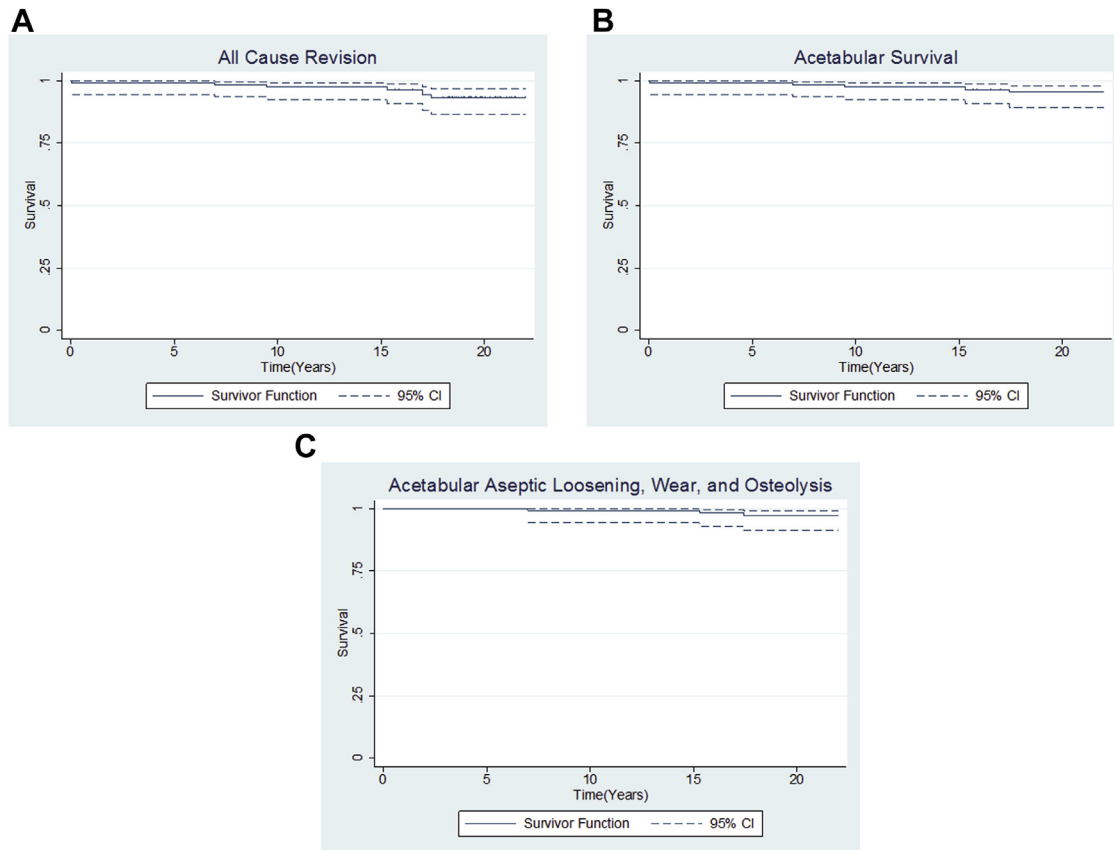 A
All Cause Revision
1
.75
.5
.25
0
Survival
0 5 10 15 20
Time(Years)
Survivor Function 95% CI
B
Acetabular Survival
1
.75
.5
.25
0
Survival
0 5 10 15 20
Time(Years)
Survivor Function 95% CI
C
Acetabular Aseptic Loosening, Wear, and Osteolysis
1
.75
.5
.25
0
Survival
0 5 10 15 20
Time(Years)
Survivor Function 95% CI